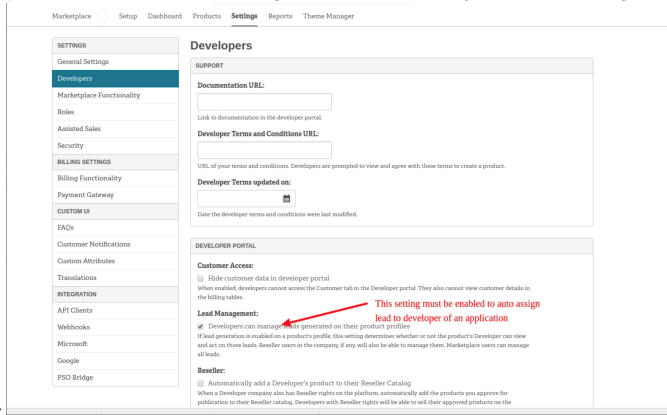 Marketplace Setup Dashboard Products Settings Reports Theme Manager
SETTINGS
General Settings
Developers
Marketplace Functionality
Roles
Assisted Sales
Security
BILLING SETTINGS
Billing Functionality
Payment Gateway
CUSTOM UI
FAQs
Customer Notifications
Custom Attributes
Translations
INTEGRATION
API Clients
Webhooks
Microsoft
Google
PSO Bridge
Developers
SUPPORT
Documentation URL:
Link to documentation in the developer portal.
Developer Terms and Conditions URL:
URL of your terms and conditions. Developers are prompted to view and agree with these terms to create a product.
Developer Terms updated on:
Date the developer terms and conditions were last modified.
DEVELOPER PORTAL
Customer Access:
Hide customer data in developer portal
When enabled, developers cannot access the Customer tab in the Developer portal. They also cannot view customer details in
the billing tables.
This setting must be enabled to auto assign
lead to developer of an application
Lead Management:
Developers can manage leads generated on their product profiles
If lead generation is enabled on a product's profile, this setting determines whether or not the product's Developer can view
and act on those leads. Reseller users in the company, if any, will also be able to manage them. Marketplace users can manage
all leads.
Reseller:
Automatically add a Developer's product to their Reseller Catalog
When a Developer company also has Reseller rights on the platform, automatically add the products you approve for
publication to their Reseller catalog. Developers with Reseller rights will be able to sell their approved products on the